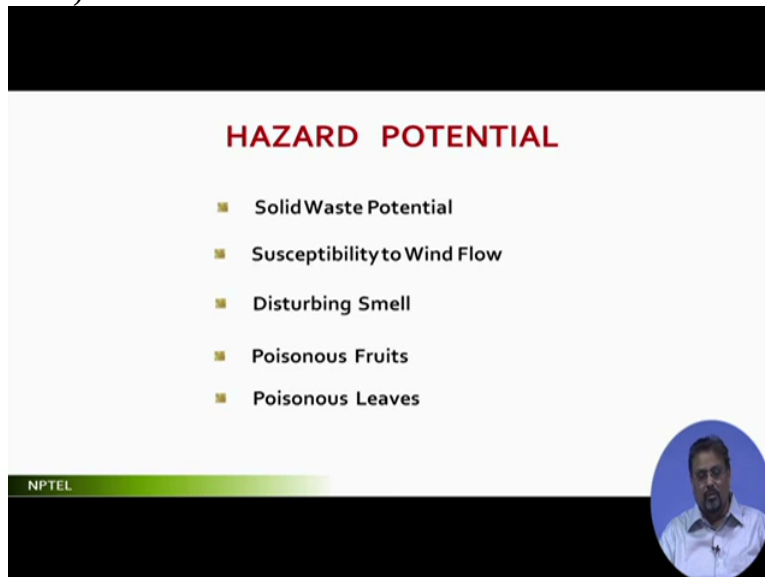 HAZARD POTENTIAL
Solid Waste Potential
Susceptibility to Wind Flow
Disturbing Smell
Poisonous Fruits
Poisonous Leaves
NPTEL